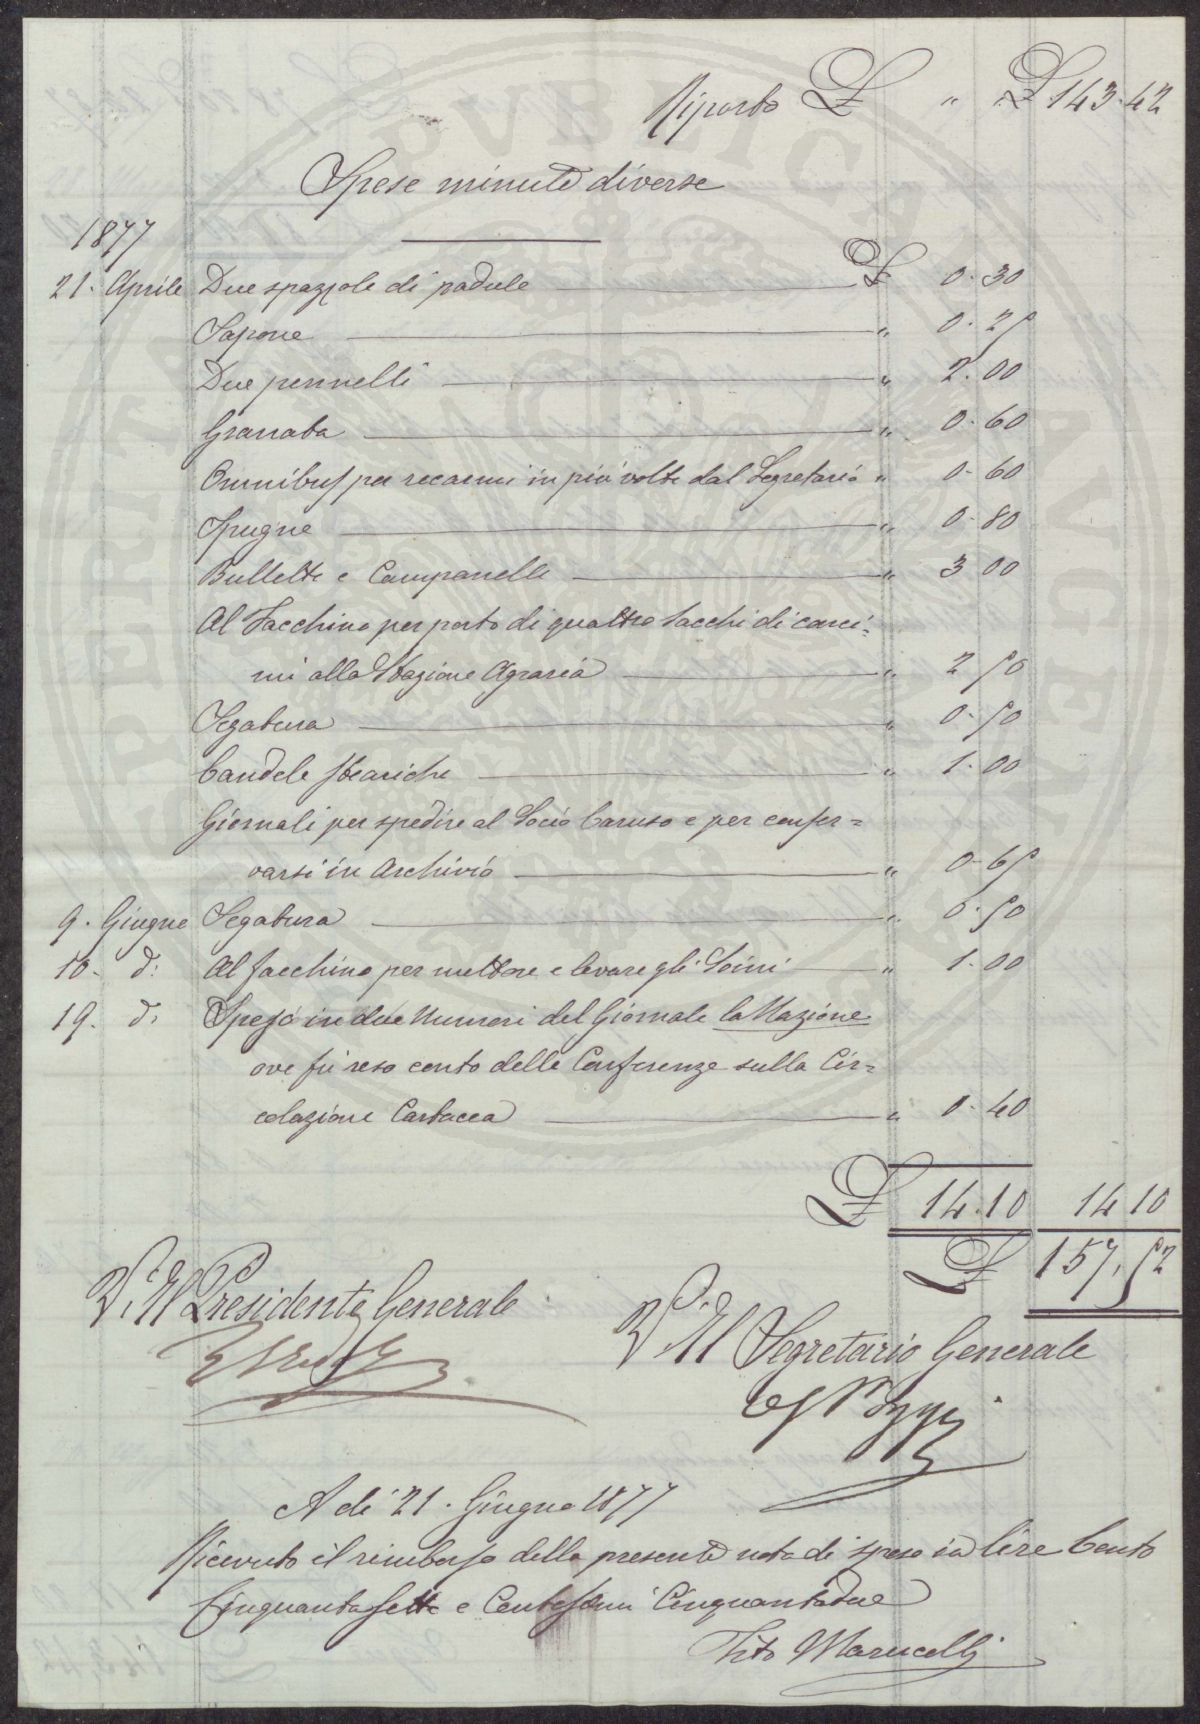 Riporto £ " £ 143.42
Spese minute diverse
1877
21. Aprile Due spazzole di padule £ 0.30
Sapone " 0.25
Due pennelli " 2.00
Granata " 0.60
Omnibus per recarmi in più volte dal Segretario " 0.60
Spugne " 0.80
Bullette e Campanelle " 3 00
Al Facchino per porto di quattro sacchi di conci=
mi alla Stazione Agraria " 2 50
Segatura " 0.50
Candele steariche " 1.00
Giornali per spedire al Socio Caruso e per conser=
varsi in Archivio " 0.65
9. Giugno Segatura " 0.50
10. d: Al facchino per mettere e levare gli " 1.00
19. d: Speso in due Numeri del Giornale la Nazione
ove fu reso conto delle Conferenze sulla Cir=
colazione Cartacea " 0.40
£ 14.10 14 10
£ 157,52
V. Il Presidente Generale
V. Il Segretario Generale
A dì 21. Giugno 1877
Ricevuto il rimborso della presente nota di spese in lire Cento
Cinquantasette e Centesimi Cinquantadue
Tito Marucelli
PVBLICA